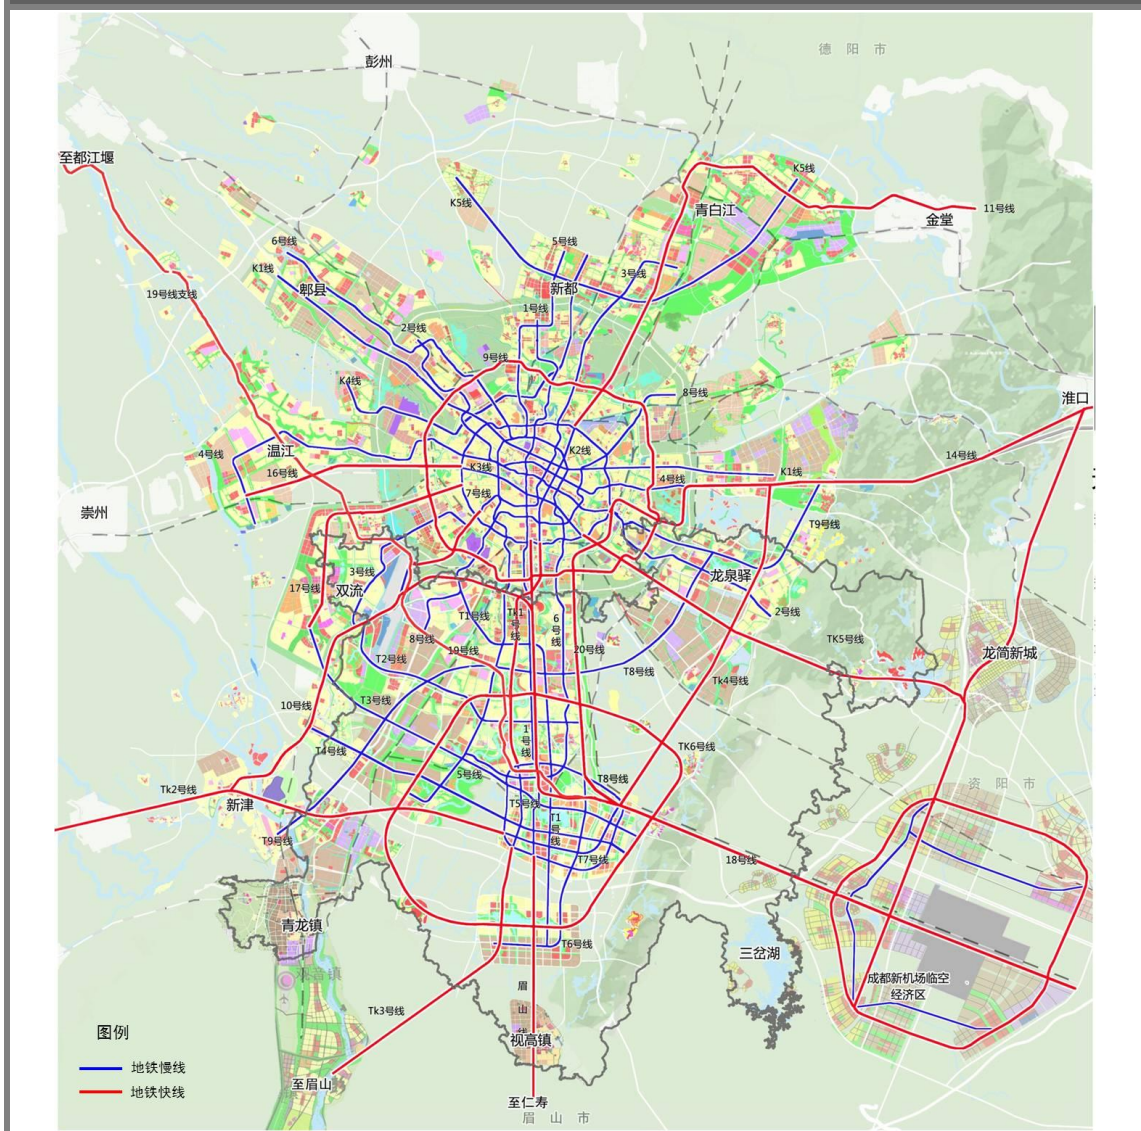 德 阳 市
彭州
至都江堰
K5线
K5线
青白江
11号线
金堂
6号线
5号线
K1线
3号线
郫县
新都
19号线支线
1号线
2号线
9号线
K4线
8号线
淮口
温江
4号线
K2线
14号线
16号线
K3线
K1线
4号线
7号线
崇州
T9号线
3号线
龙泉驿
17号线
双流
2号线
T1号线
Tk1号线
6号线
8号线
TK5号线
19号线
20号线
龙简新城
T2号线
T8号线
Tk4号线
T3号线
10号线
1号线
TK6号线
T4号线
5号线
T8号线
资 阳 市
Tk2号线
新津
T5号线
T1号线
T9号线
T7号线
18号线
青龙镇
T6号线
三岔湖
观音镇
成都新机场临空
经济区
眉山线
Tk3号线
图例
视高镇
地铁慢线
至眉山
地铁快线
至仁寿
眉 山 市